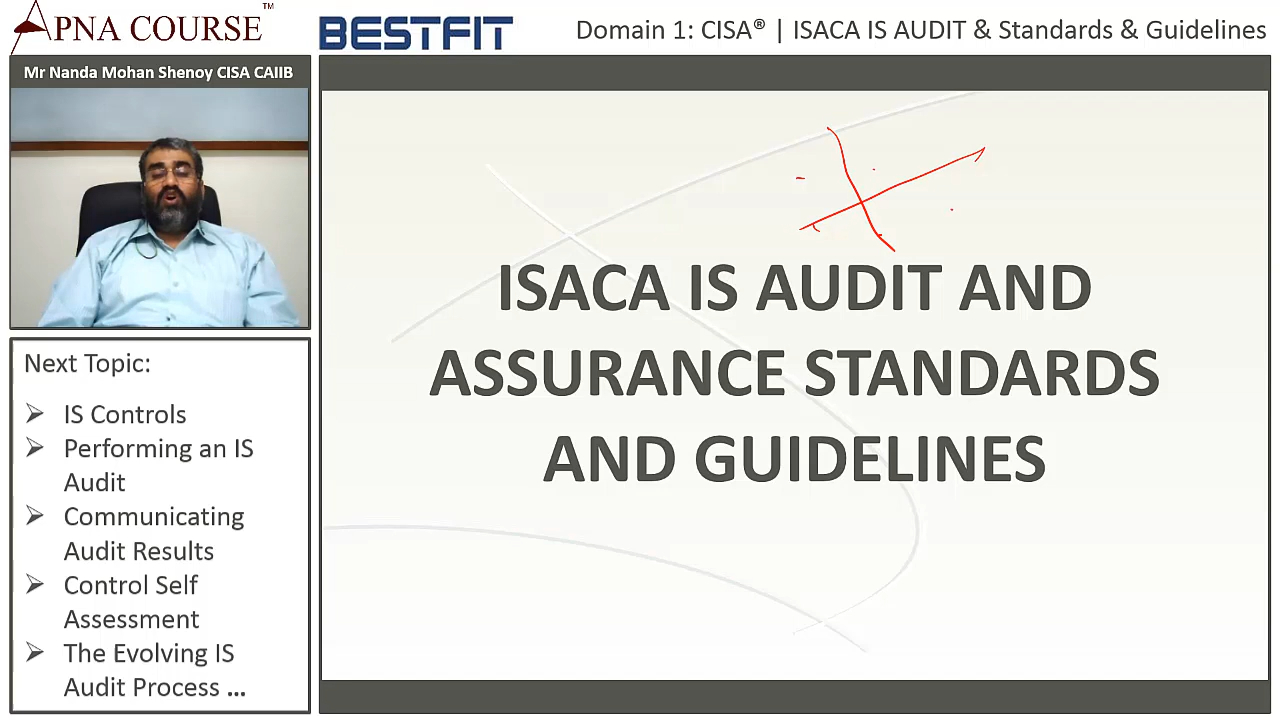 APNA COURSE™
BESTFIT
Domain 1: CISA® | ISACA IS AUDIT & Standards & Guidelines
Mr Nanda Mohan Shenoy CISA CAIIB
Next Topic:
➢ IS Controls
➢ Performing an IS
Audit
➢ Communicating
Audit Results
➢ Control Self
Assessment
➢ The Evolving IS
Audit Process ...
ISACA IS AUDIT AND
ASSURANCE STANDARDS
AND GUIDELINES